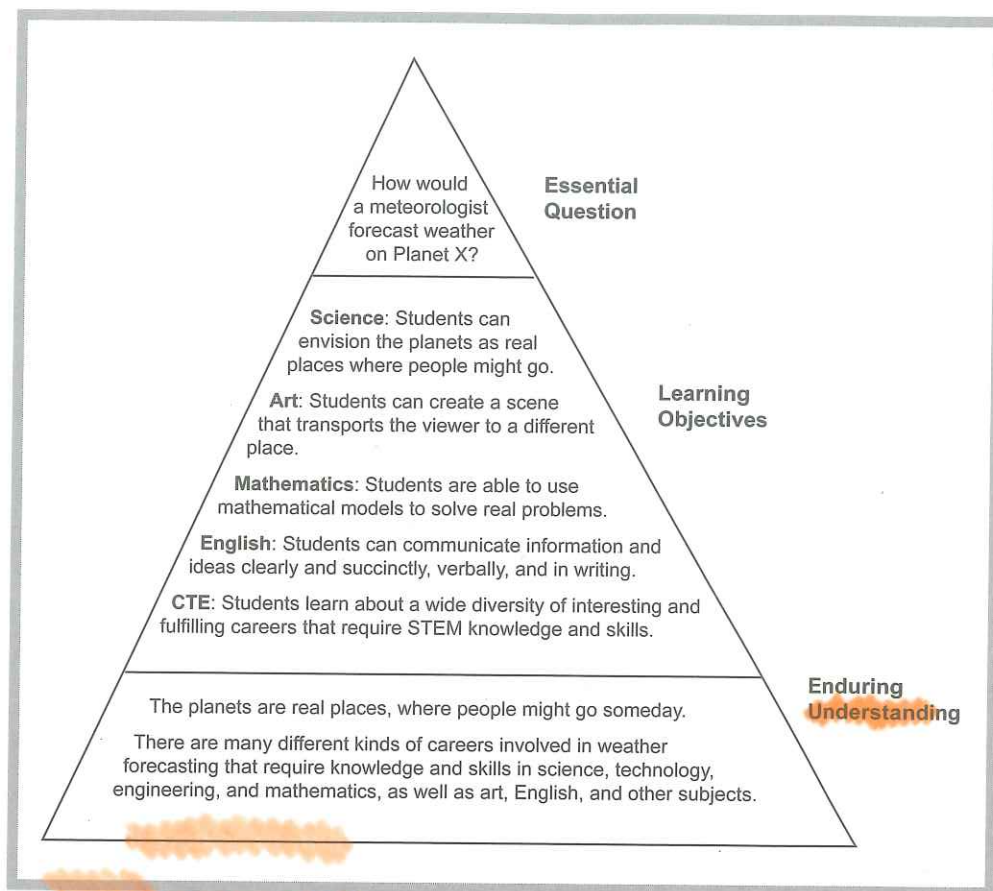 How would
a meteorologist
forecast weather
on Planet X?
Essential
Question
Science: Students can
envision the planets as real
places where people might go.
Art: Students can create a scene
that transports the viewer to a different
place.
Mathematics: Students are able to use
mathematical models to solve real problems.
English: Students can communicate information and
ideas clearly and succinctly, verbally, and in writing.
CTE: Students learn about a wide diversity of interesting and
fulfilling careers that require STEM knowledge and skills.
Learning
Objectives
The planets are real places, where people might go someday.
There are many different kinds of careers involved in weather
forecasting that require knowledge and skills in science, technology,
engineering, and mathematics, as well as art, English, and other subjects.
Enduring
Understanding